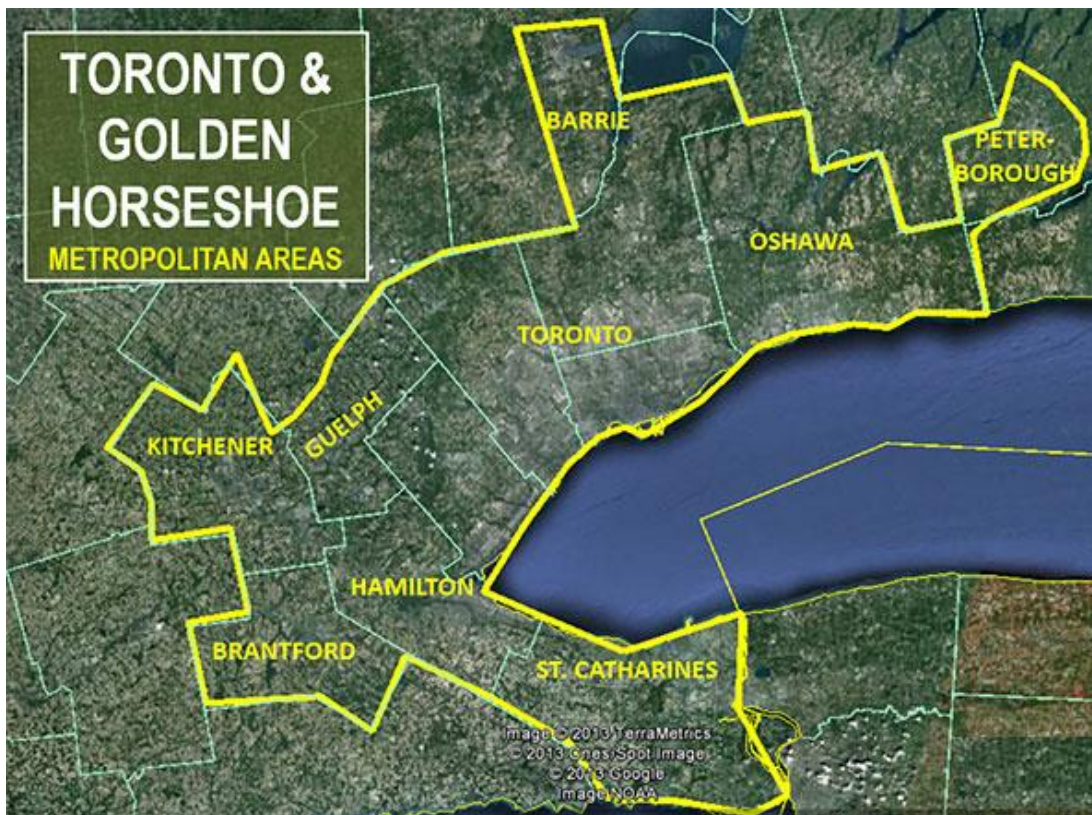 TORONTO &
GOLDEN
HORSESHOE
METROPOLITAN AREAS
BARRIE
PETER-
BOROUGH
OSHAWA
TORONTO
GUELPH
KITCHENER
HAMILTON
BRANTFORD
ST. CATHARINES
Image © 2013 TerraMetrics
© 2013 Cnes/Spot Image
© 2013 Google
Image NOAA